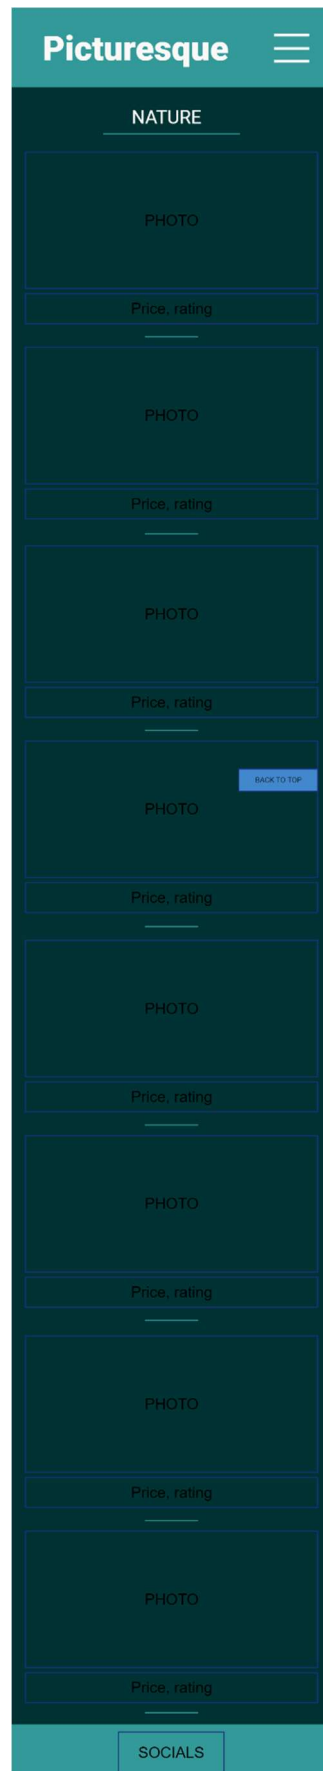 Picturesque
NATURE
PHOTO
Price, rating
PHOTO
Price, rating
PHOTO
Price, rating
BACK TO TOP
PHOTO
Price, rating
PHOTO
Price, rating
PHOTO
Price, rating
PHOTO
Price, rating
PHOTO
Price, rating
SOCIALS